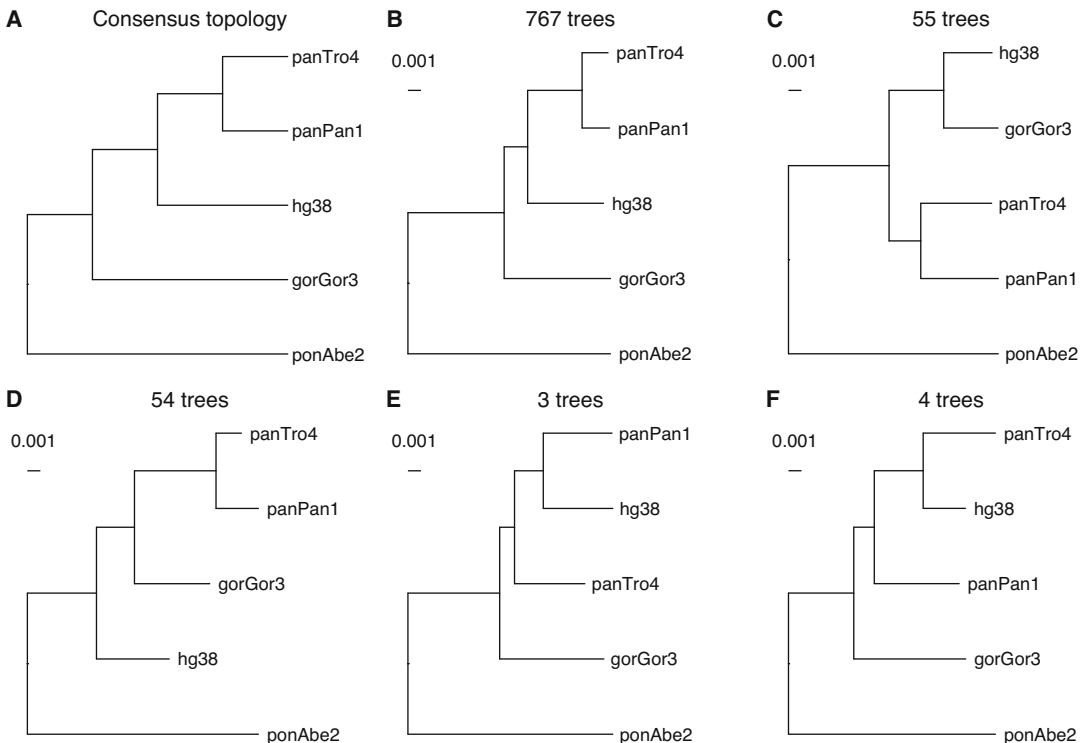 A Consensus topology
panTro4
panPan1
hg38
gorGor3
ponAbe2
B 767 trees
0.001
panTro4
panPan1
hg38
gorGor3
ponAbe2
C 55 trees
0.001
hg38
gorGor3
panTro4
panPan1
ponAbe2
D 54 trees
0.001
panTro4
panPan1
gorGor3
hg38
ponAbe2
E 3 trees
0.001
panPan1
hg38
panTro4
gorGor3
ponAbe2
F 4 trees
0.001
panTro4
hg38
panPan1
gorGor3
ponAbe2